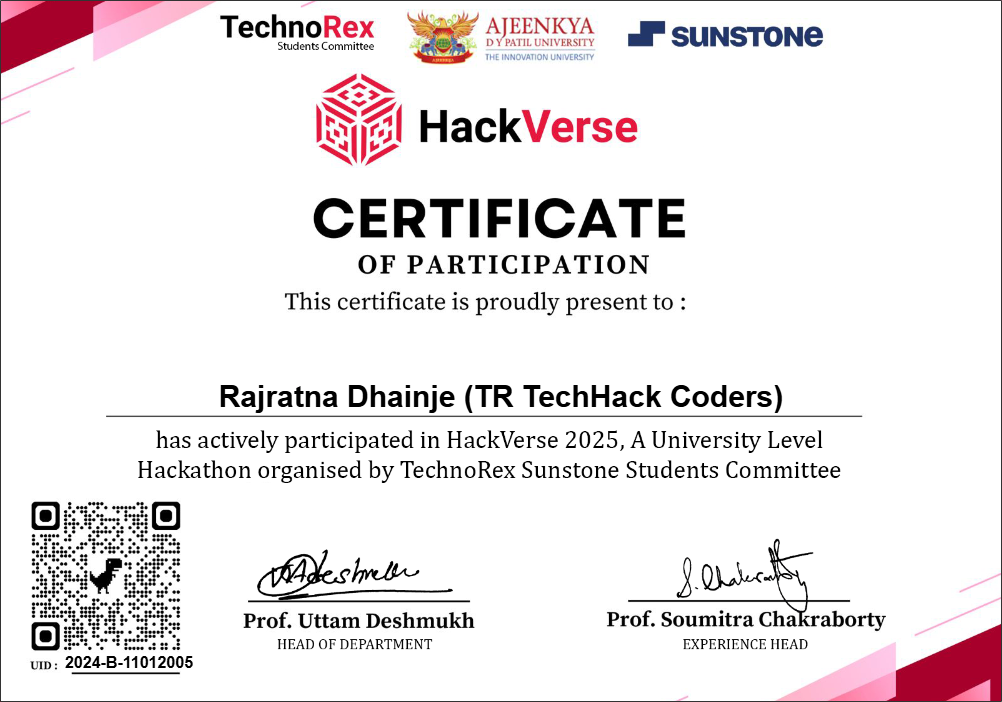 TechnoRex
Students Committee
AJEENKYA
D Y PATIL UNIVERSITY
THE INNOVATION UNIVERSITY
AJEENKYA
SUNSTONE
HackVerse
CERTIFICATE
OF PARTICIPATION
This certificate is proudly present to :
Rajratna Dhainje (TR TechHack Coders)
has actively participated in HackVerse 2025, A University Level
Hackathon organised by TechnoRex Sunstone Students Committee
S. Chakraborty
Prof. Uttam Deshmukh
HEAD OF DEPARTMENT
Prof. Soumitra Chakraborty
EXPERIENCE HEAD
UID : 2024-B-11012005